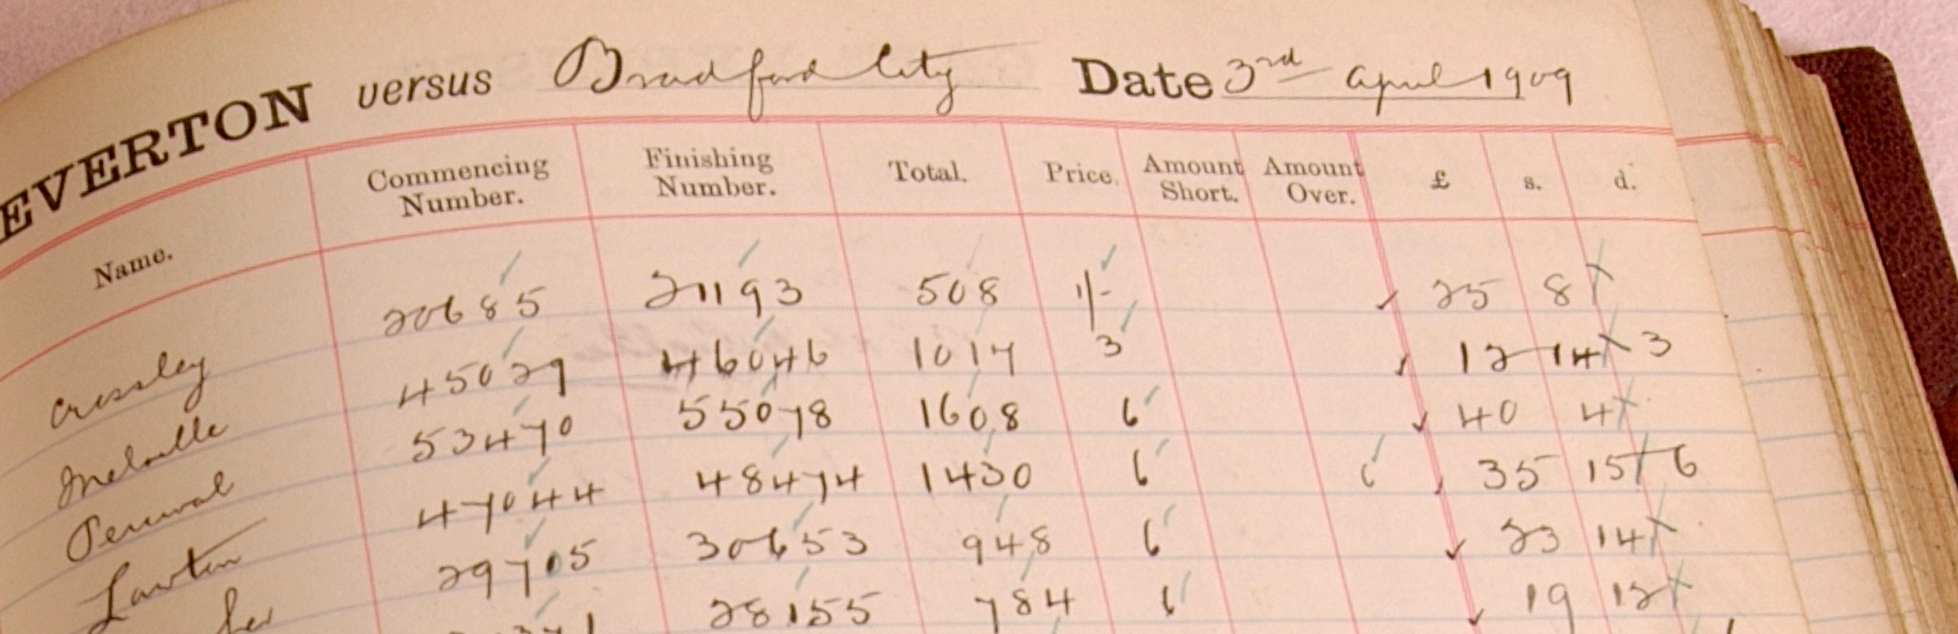 EVERTON versus Bradford City Date 3rd April 1909
Name. Commencing Number. Finishing Number. Total. Price. Amount Short. Amount Over. £ s. d.
Crossley 20685 21193 508 1/- 25 8
Melville 45029 46046 1017 3 12 14 3
Percival 53470 55078 1608 6 40 4
Lawton 47044 48474 1430 6 6 35 15 6
29705 30653 948 6 23 14
28155 784 6 19 12